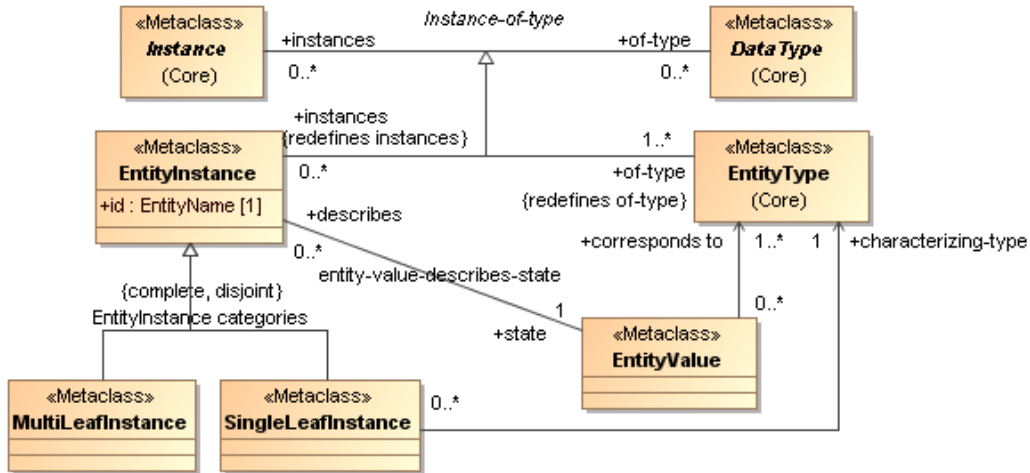 Instance-of-type
«Metaclass»
Instance
(Core)
+instances
0..*
+of-type
0..*
«Metaclass»
DataType
(Core)
+instances
{redefines instances}
0..*
1..*
+of-type
{redefines of-type}
«Metaclass»
EntityInstance
+id : EntityName [1]
«Metaclass»
EntityType
(Core)
+describes
0..*
entity-value-describes-state
1
+state
+corresponds to
1..*
0..*
1
+characterizing-type
{complete, disjoint}
EntityInstance categories
«Metaclass»
EntityValue
«Metaclass»
MultiLeafInstance
«Metaclass»
SingleLeafInstance
0..*